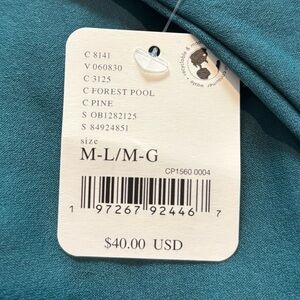 C 8141
V 060830
C 3125
C FOREST POOL
C PINE
S OB1282125
S 84924851
size
M-L/M-G
CP1560 0004
1 97267 92446 7
$40.00 USD